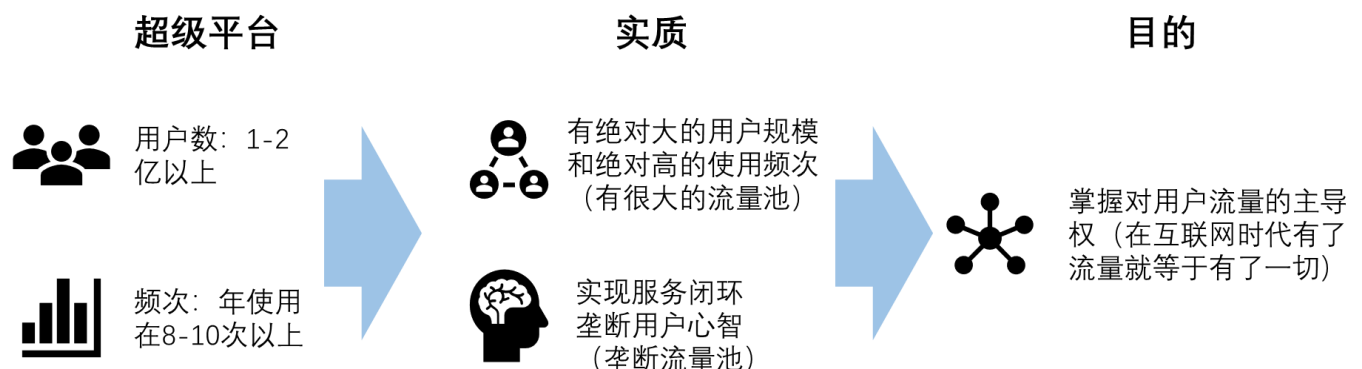 超级平台
实质
目的
用户数：1-2
亿以上
频次：年使用
在8-10次以上
有绝对大的用户规模
和绝对高的使用频次
（有很大的流量池）
实现服务闭环
垄断用户心智
（垄断流量池）
掌握对用户流量的主导
权（在互联网时代有了
流量就等于有了一切）